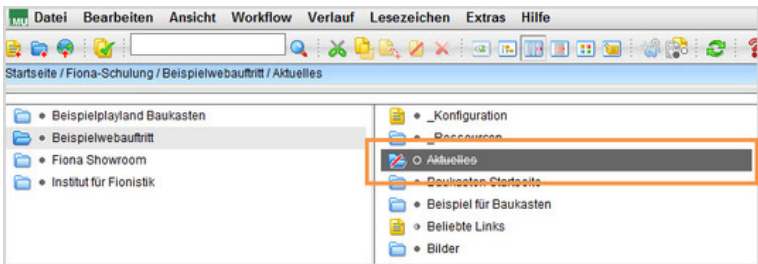 MU Datei Bearbeiten Ansicht Workflow Verlauf Lesezeichen Extras Hilfe
Startseite / Fiona-Schulung / Beispielwebauftritt / Aktuelles
Beispielplayland Baukasten
Beispielwebauftritt
Fiona Showroom
Institut für Fionistik
_Konfiguration
_Ressourcen
Aktuelles
Baukasten Startseite
Beispiel für Baukasten
Beliebte Links
Bilder